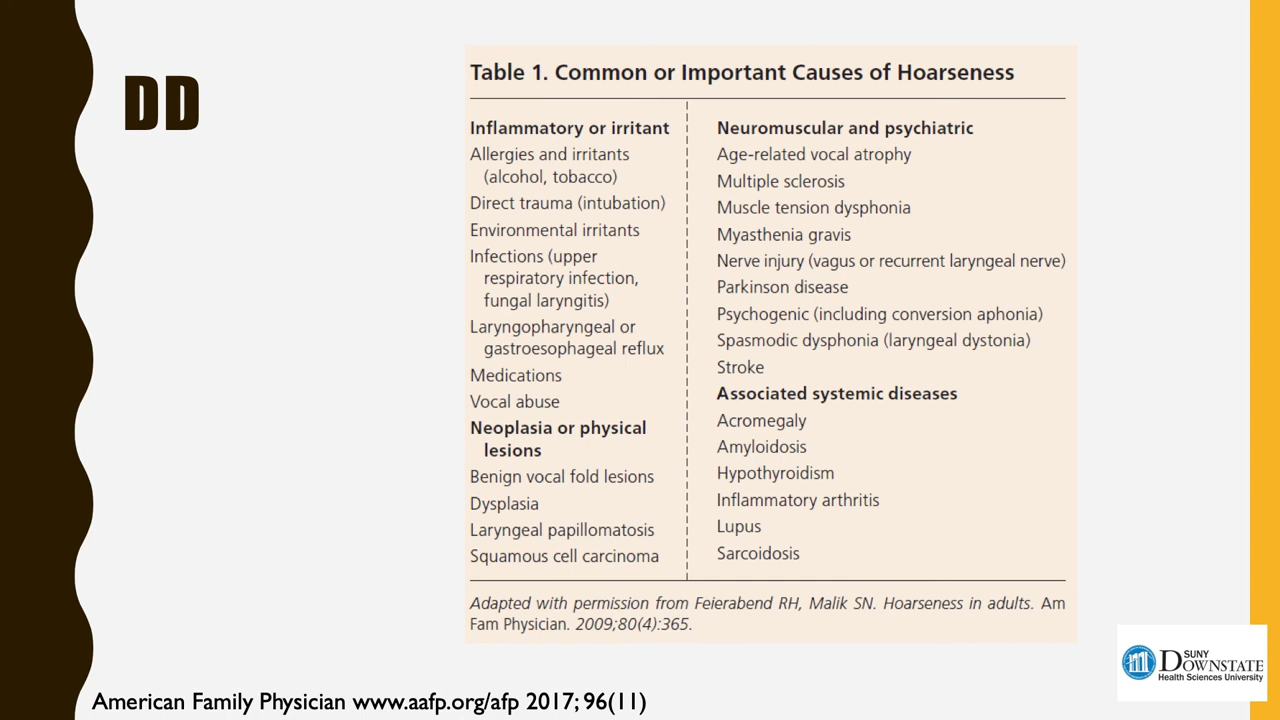 DD
Table 1. Common or Important Causes of Hoarseness
Inflammatory or irritant
Allergies and irritants
(alcohol, tobacco)
Direct trauma (intubation)
Environmental irritants
Infections (upper
respiratory infection,
fungal laryngitis)
Laryngopharyngeal or
gastroesophageal reflux
Medications
Vocal abuse
Neoplasia or physical
lesions
Benign vocal fold lesions
Dysplasia
Laryngeal papillomatosis
Squamous cell carcinoma
Neuromuscular and psychiatric
Age-related vocal atrophy
Multiple sclerosis
Muscle tension dysphonia
Myasthenia gravis
Nerve injury (vagus or recurrent laryngeal nerve)
Parkinson disease
Psychogenic (including conversion aphonia)
Spasmodic dysphonia (laryngeal dystonia)
Stroke
Associated systemic diseases
Acromegaly
Amyloidosis
Hypothyroidism
Inflammatory arthritis
Lupus
Sarcoidosis
Adapted with permission from Feierabend RH, Malik SN. Hoarseness in adults. Am
Fam Physician. 2009;80(4):365.
SUNY
DOWNSTATE
Health Sciences University
American Family Physician www.aafp.org/afp 2017; 96(11)